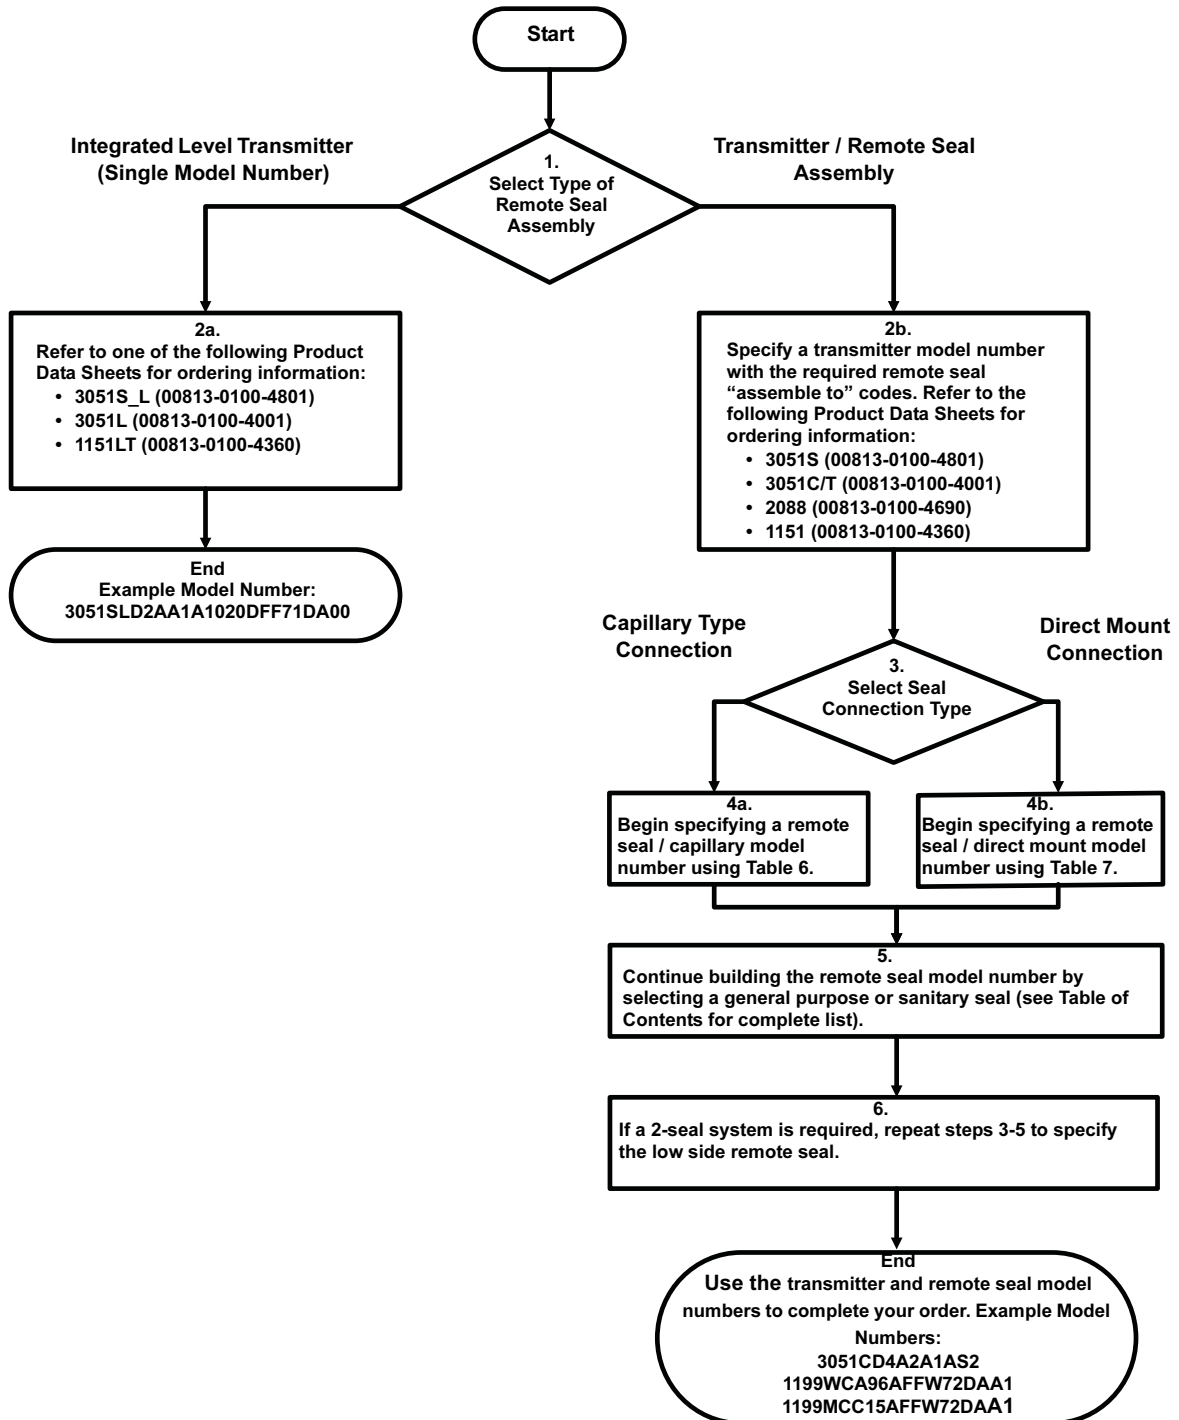 Start
Integrated Level Transmitter
(Single Model Number)
Transmitter / Remote Seal
Assembly
1.
Select Type of
Remote Seal
Assembly
2a.
Refer to one of the following Product
Data Sheets for ordering information:
• 3051S_L (00813-0100-4801)
• 3051L (00813-0100-4001)
• 1151LT (00813-0100-4360)
End
Example Model Number:
3051SLD2AA1A1020DFF71DA00
2b.
Specify a transmitter model number
with the required remote seal
“assemble to” codes. Refer to the
following Product Data Sheets for
ordering information:
• 3051S (00813-0100-4801)
• 3051C/T (00813-0100-4001)
• 2088 (00813-0100-4690)
• 1151 (00813-0100-4360)
Capillary Type
Connection
Direct Mount
Connection
3.
Select Seal
Connection Type
4a.
Begin specifying a remote
seal / capillary model
number using Table 6.
4b.
Begin specifying a remote
seal / direct mount model
number using Table 7.
5.
Continue building the remote seal model number by
selecting a general purpose or sanitary seal (see Table of
Contents for complete list).
6.
If a 2-seal system is required, repeat steps 3-5 to specify
the low side remote seal.
End
Use the transmitter and remote seal model
numbers to complete your order. Example Model
Numbers:
3051CD4A2A1AS2
1199WCA96AFFW72DAA1
1199MCC15AFFW72DAA1